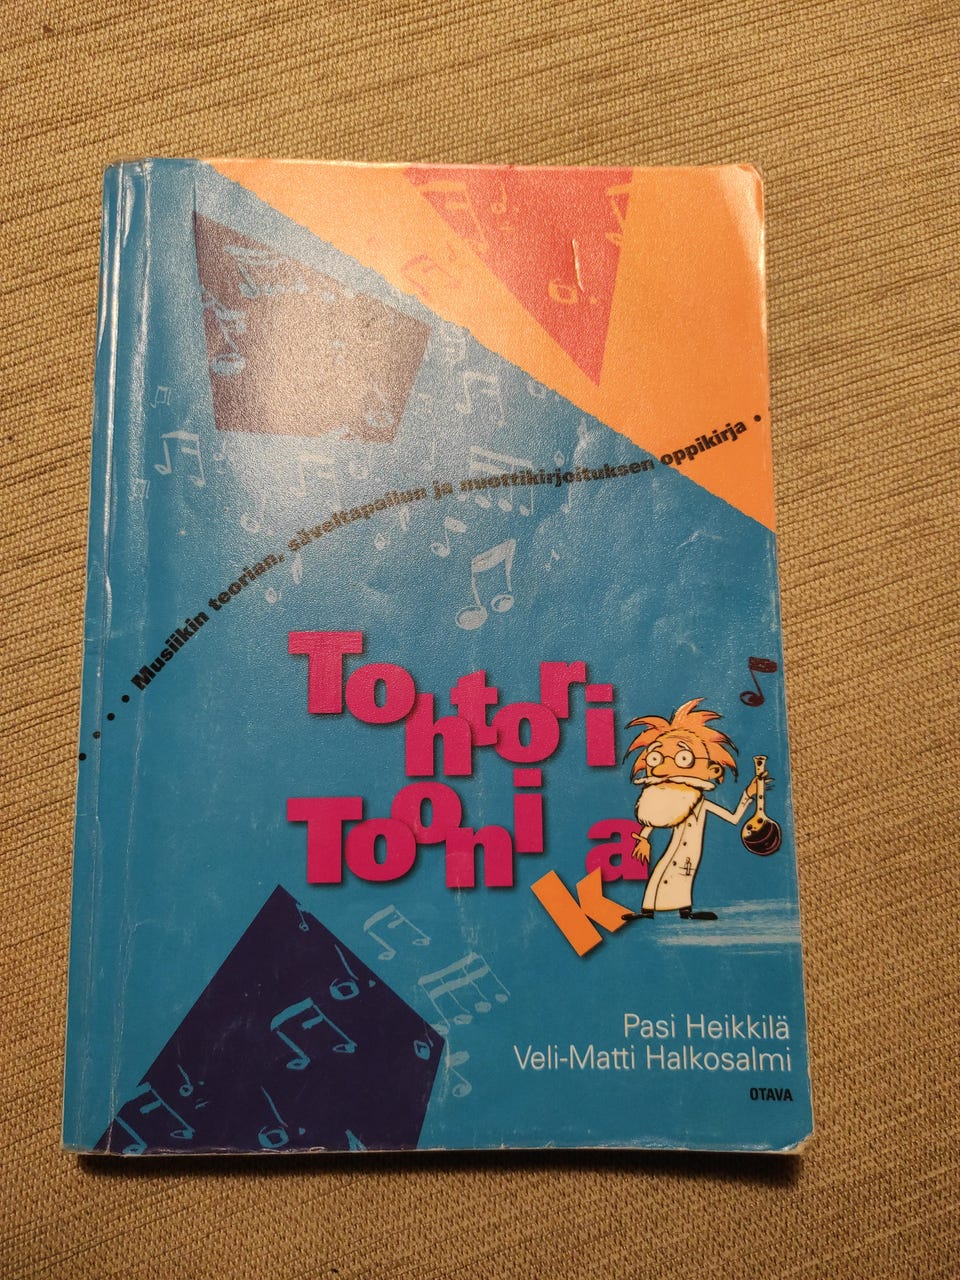 • • • Musiikin teorian, säveltapailun ja nuottikirjoituksen oppikirja •
Tohtori
Toonika
Pasi Heikkilä
Veli-Matti Halkosalmi
OTAVA